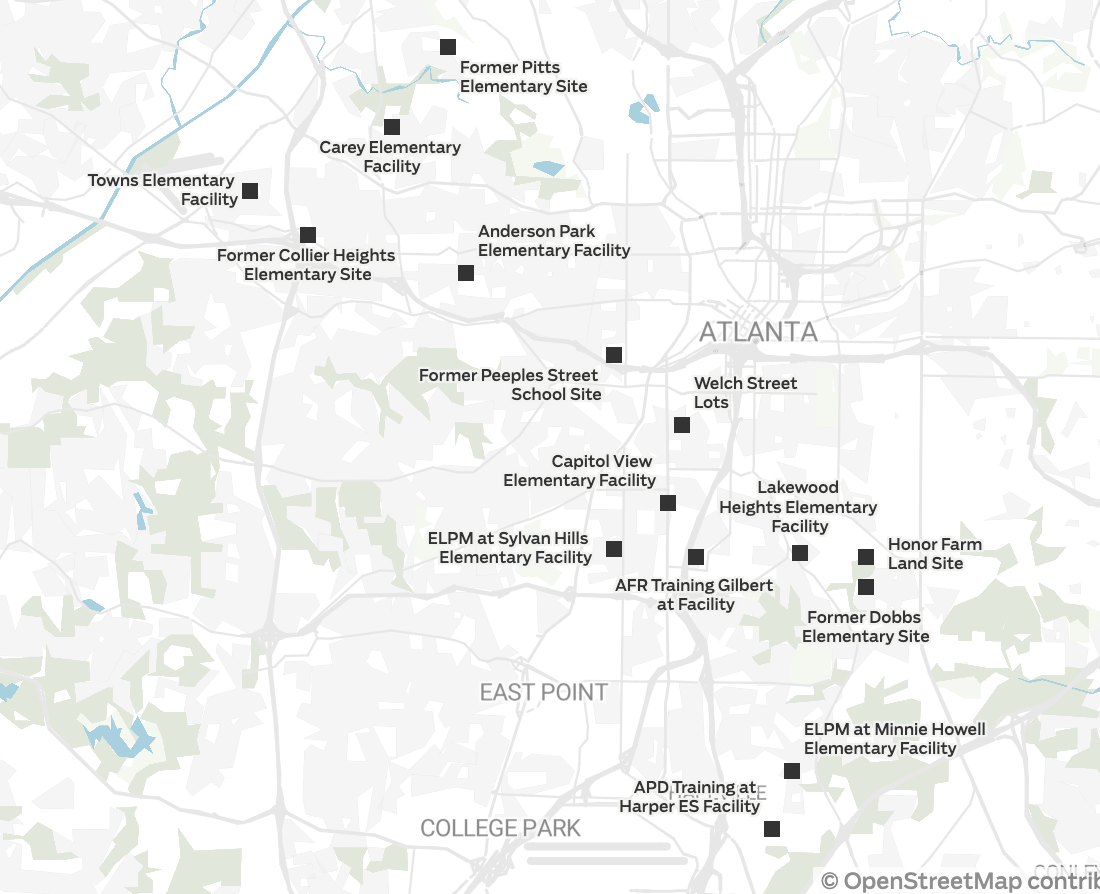 Former Pitts
Elementary Site
Carey Elementary
Facility
Towns Elementary
Facility
Former Collier Heights
Elementary Site
Anderson Park
Elementary Facility
ATLANTA
Former Peeples Street
School Site
Welch Street
Lots
Capitol View
Elementary Facility
Lakewood
Heights Elementary
Facility
ELPM at Sylvan Hills
Elementary Facility
Honor Farm
Land Site
AFR Training Gilbert
at Facility
Former Dobbs
Elementary Site
EAST POINT
ELPM at Minnie Howell
Elementary Facility
APD Training at
Harper ES Facility
COLLEGE PARK
© OpenStreetMap contrib